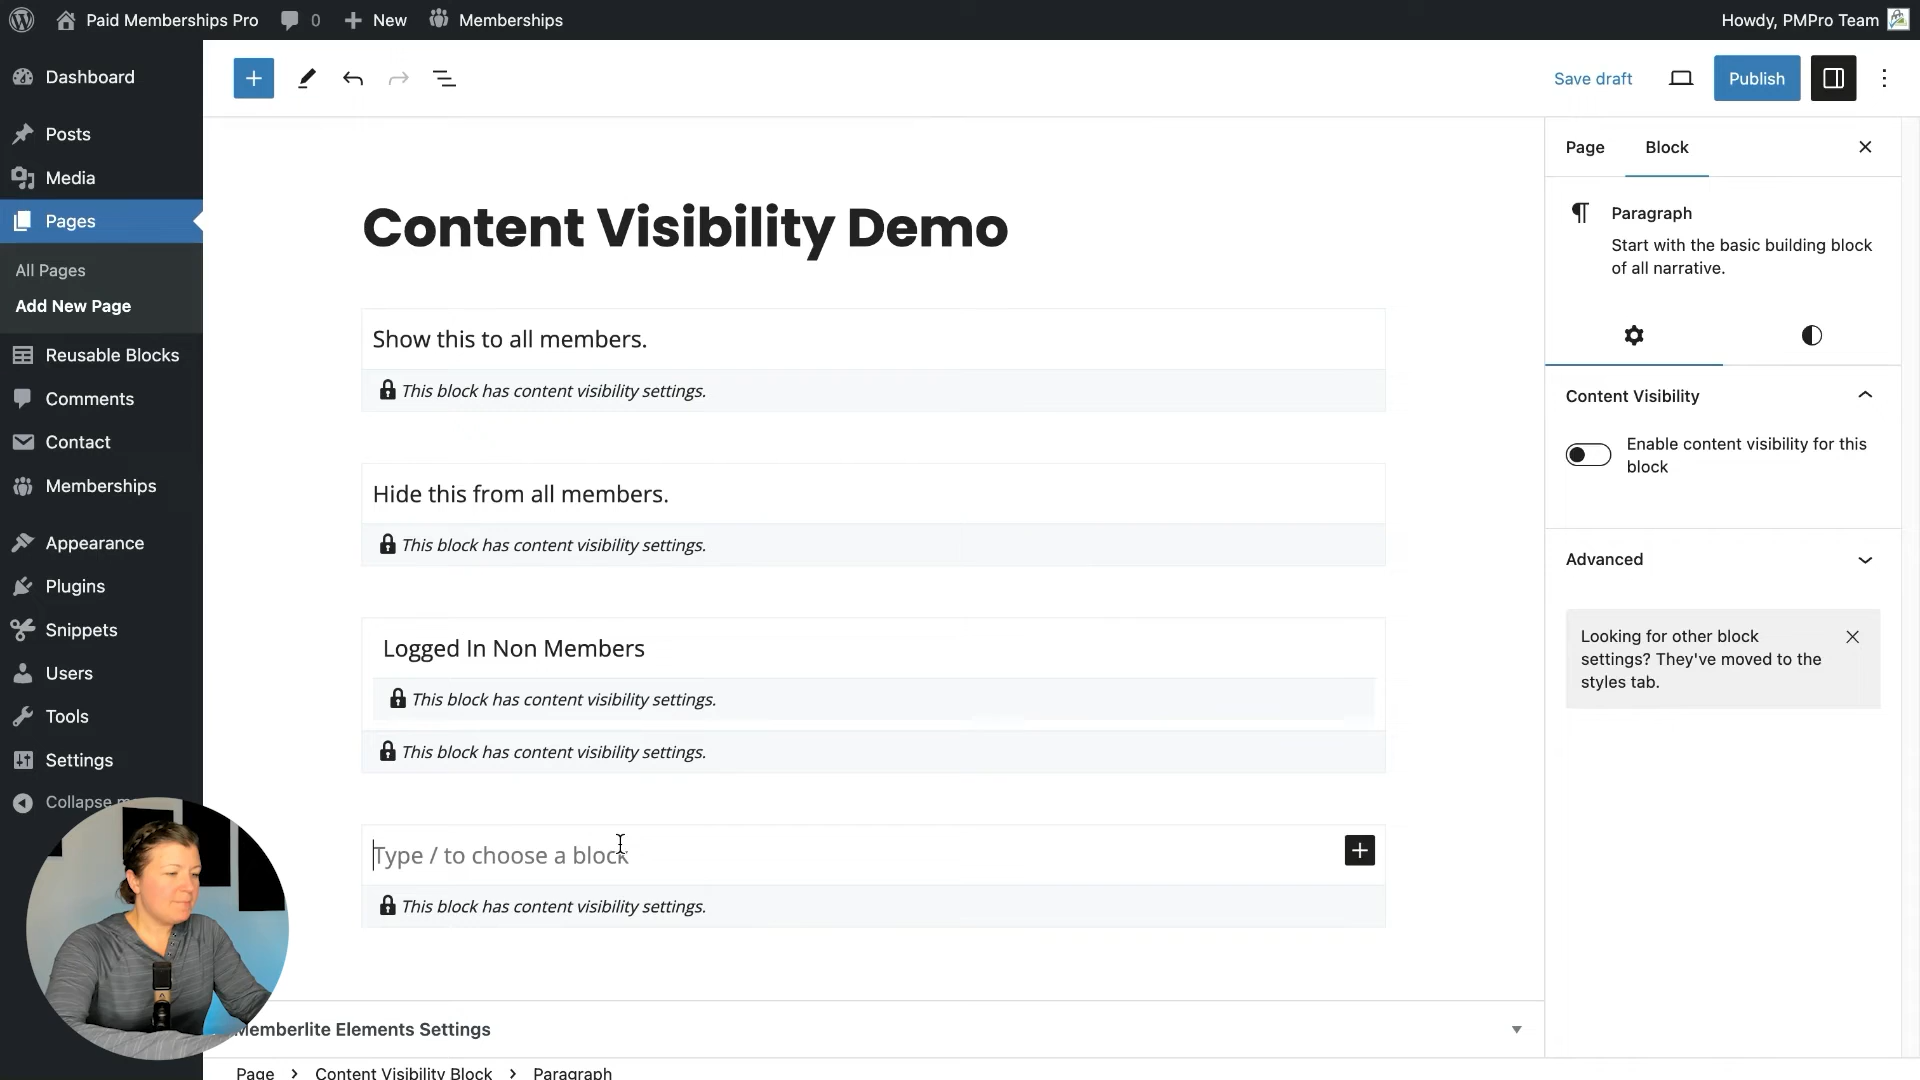 Paid Memberships Pro 0 New Memberships Howdy, PMPro Team
Dashboard
Posts
Media
Pages
All Pages
Add New Page
Reusable Blocks
Comments
Contact
Memberships
Appearance
Plugins
Snippets
Users
Tools
Settings
Collapse
Save draft Publish
Content Visibility Demo
Show this to all members.
This block has content visibility settings.
Hide this from all members.
This block has content visibility settings.
Logged In Non Members
This block has content visibility settings.
This block has content visibility settings.
Type / to choose a block
This block has content visibility settings.
Memberlite Elements Settings
Page > Content Visibility Block > Paragraph
Page Block
Paragraph
Start with the basic building block
of all narrative.
Content Visibility
Enable content visibility for this
block
Advanced
Looking for other block
settings? They've moved to the
styles tab.